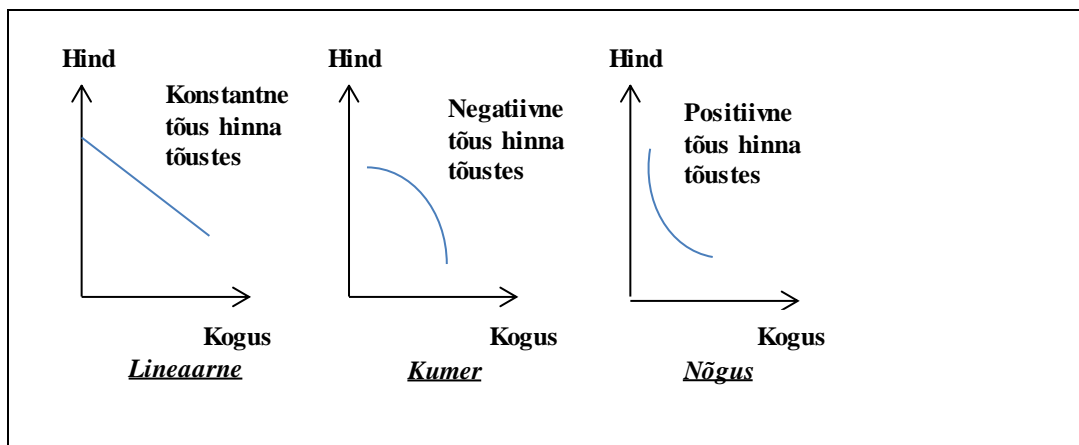 Hind
Konstantne
tõus hinna
tõustes
Kogus
Lineaarne
Hind
Negatiivne
tõus hinna
tõustes
Kogus
Kumer
Hind
Positiivne
tõus hinna
tõustes
Kogus
Nõgus